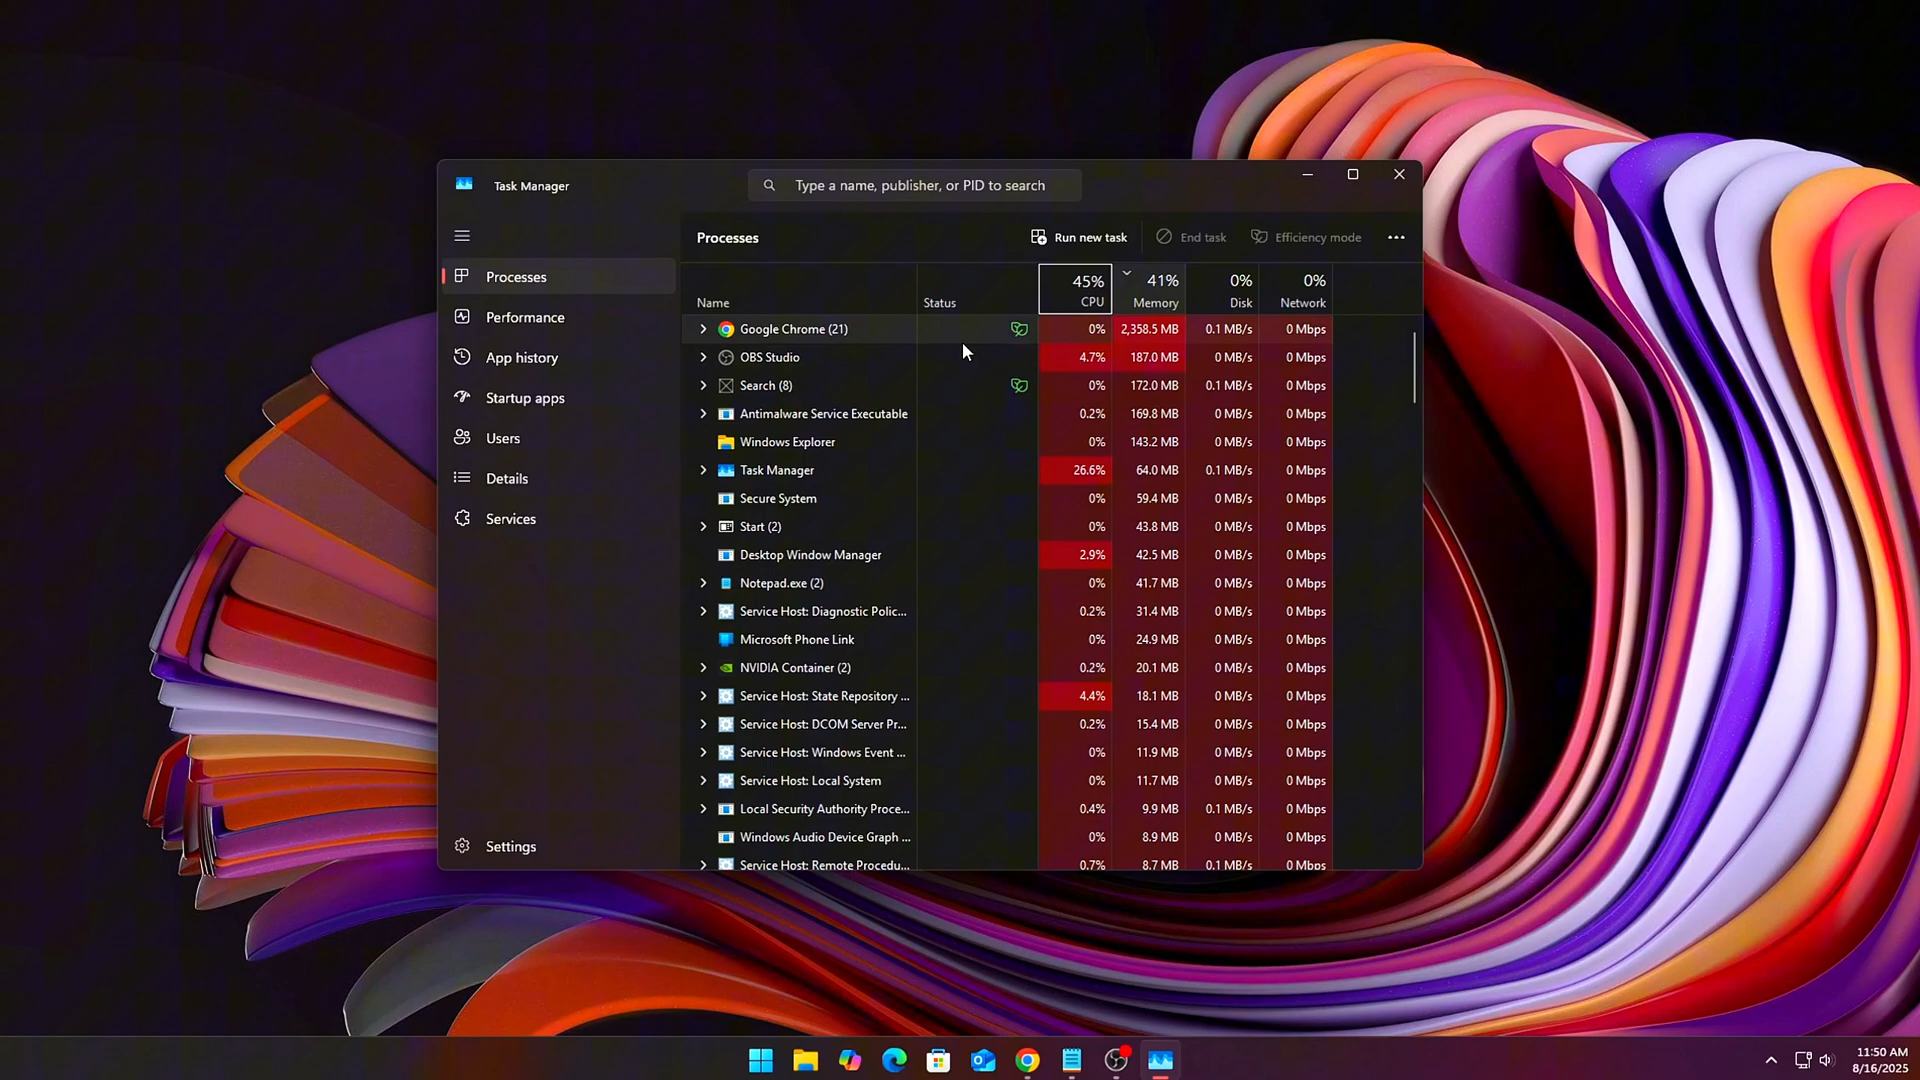 Task Manager
Type a name, publisher, or PID to search
Processes
Run new task
End task
Efficiency mode
Processes
Performance
App history
Startup apps
Users
Details
Services
Settings
45% 41% 0% 0%
Name Status CPU Memory Disk Network
Google Chrome (21) 0% 2,358.5 MB 0.1 MB/s 0 Mbps
OBS Studio 4.7% 187.0 MB 0 MB/s 0 Mbps
Search (8) 0% 172.0 MB 0.1 MB/s 0 Mbps
Antimalware Service Executable 0.2% 169.8 MB 0 MB/s 0 Mbps
Windows Explorer 0% 143.2 MB 0 MB/s 0 Mbps
Task Manager 26.6% 64.0 MB 0.1 MB/s 0 Mbps
Secure System 0% 59.4 MB 0 MB/s 0 Mbps
Start (2) 0% 43.8 MB 0 MB/s 0 Mbps
Desktop Window Manager 2.9% 42.5 MB 0 MB/s 0 Mbps
Notepad.exe (2) 0% 41.7 MB 0 MB/s 0 Mbps
Service Host: Diagnostic Polic... 0.2% 31.4 MB 0 MB/s 0 Mbps
Microsoft Phone Link 0% 24.9 MB 0 MB/s 0 Mbps
NVIDIA Container (2) 0.2% 20.1 MB 0 MB/s 0 Mbps
Service Host: State Repository ... 4.4% 18.1 MB 0 MB/s 0 Mbps
Service Host: DCOM Server Pr... 0.2% 15.4 MB 0 MB/s 0 Mbps
Service Host: Windows Event ... 0% 11.9 MB 0 MB/s 0 Mbps
Service Host: Local System 0% 11.7 MB 0 MB/s 0 Mbps
Local Security Authority Proce... 0.4% 9.9 MB 0.1 MB/s 0 Mbps
Windows Audio Device Graph ... 0% 8.9 MB 0 MB/s 0 Mbps
Service Host: Remote Procedu... 0.7% 8.7 MB 0.1 MB/s 0 Mbps
11:50 AM
8/16/2025